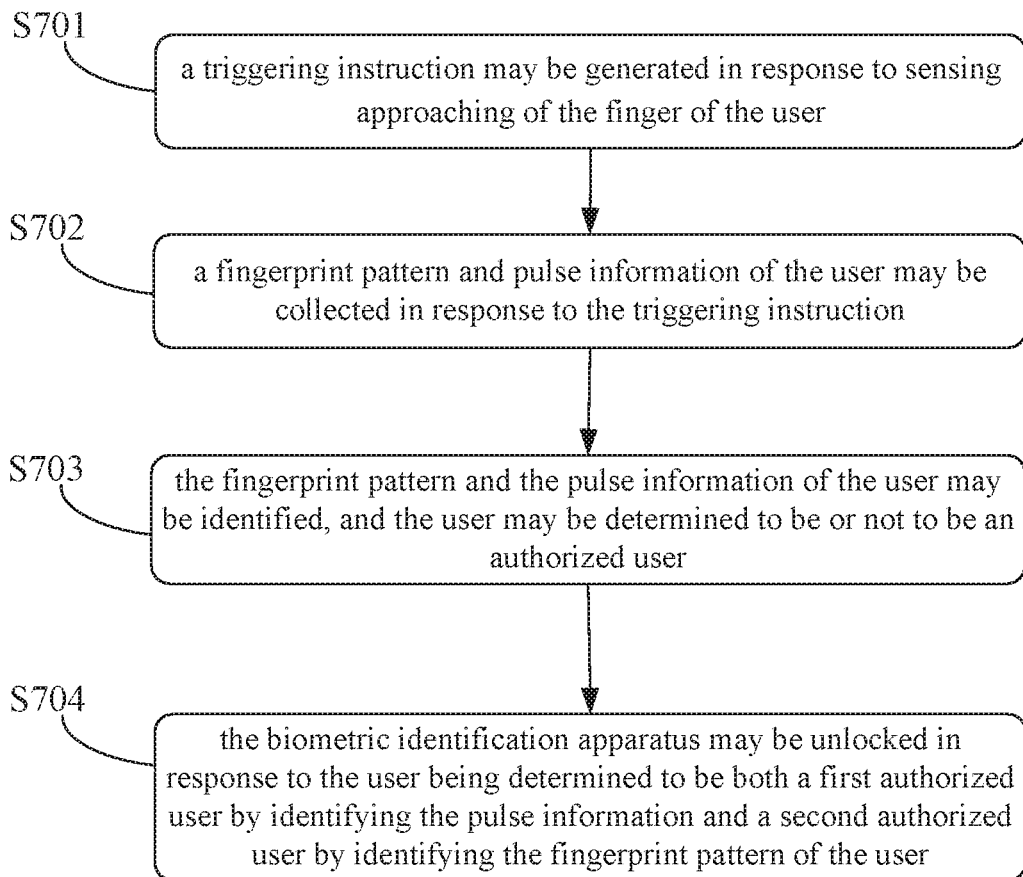 S701
a triggering instruction may be generated in response to sensing
approaching of the finger of the user
S702
a fingerprint pattern and pulse information of the user may be
collected in response to the triggering instruction
S703
the fingerprint pattern and the pulse information of the user may
be identified, and the user may be determined to be or not to be an
authorized user
S704
the biometric identification apparatus may be unlocked in
response to the user being determined to be both a first authorized
user by identifying the pulse information and a second authorized
user by identifying the fingerprint pattern of the user